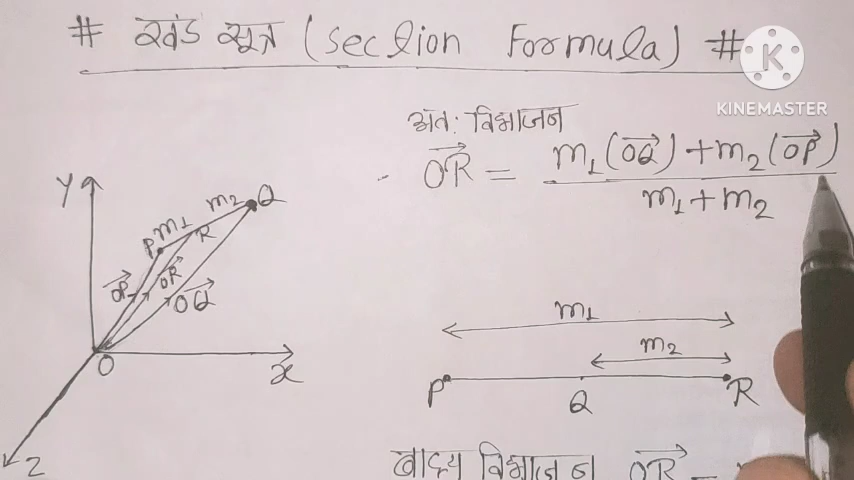 # खंड सूत्र (Section Formula) #
KINEMASTER
अंत: विभाजन
OR = m1(OQ) + m2(OP) / m1 + m2
Y
m1 m2 Q
P R
OP OR OQ
O x
Z
m1
m2
P Q R
बाह्य विभाजन OR =